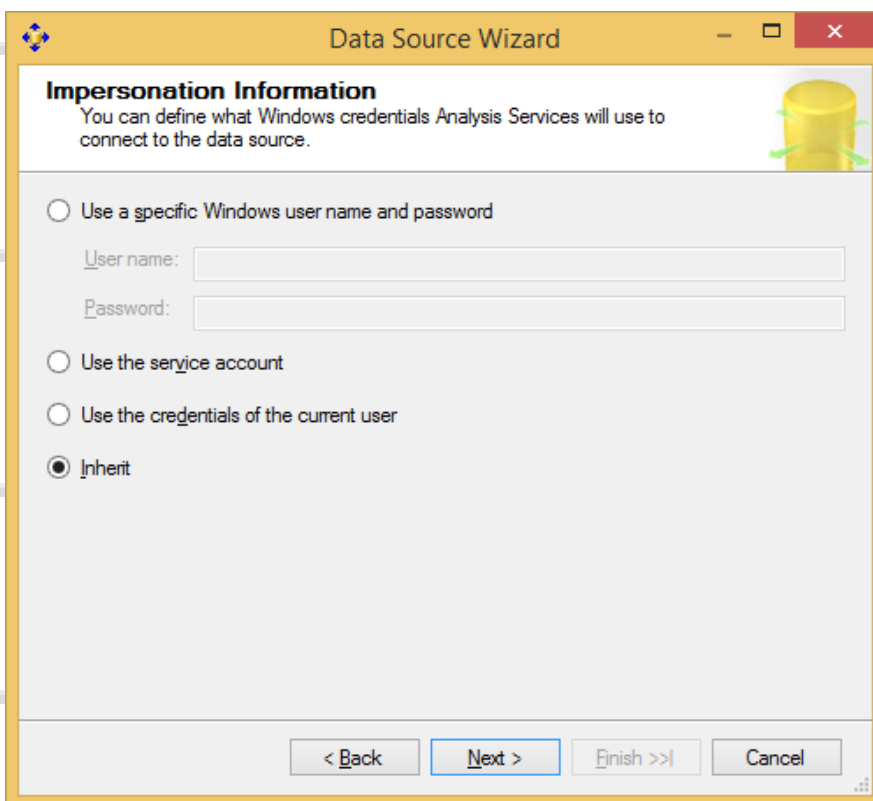 Data Source Wizard
Impersonation Information
You can define what Windows credentials Analysis Services will use to
connect to the data source.
Use a specific Windows user name and password
User name:
Password:
Use the service account
Use the credentials of the current user
Inherit
< Back
Next >
Finish >>|
Cancel